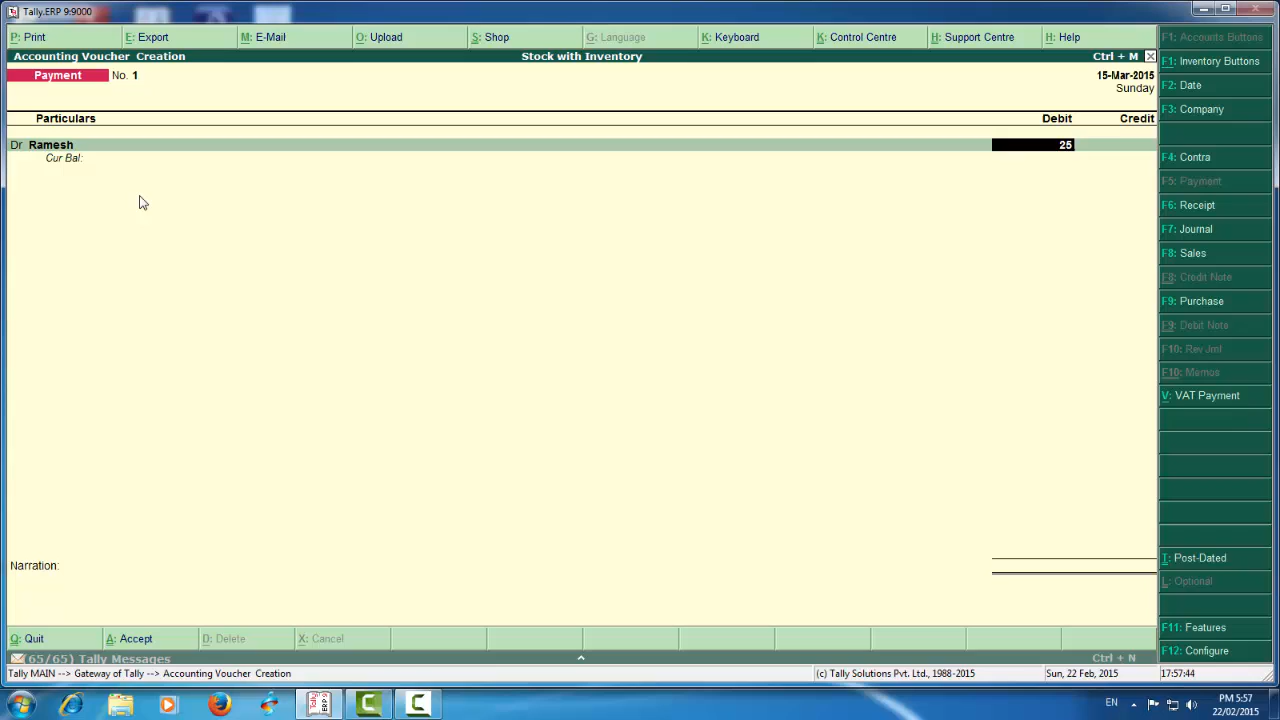 Tally.ERP 9:9000
P: Print E: Export M: E-Mail O: Upload S: Shop G: Language K: Keyboard K: Control Centre H: Support Centre H: Help
Accounting Voucher Creation Stock with Inventory Ctrl + M
Payment No. 1 15-Mar-2015
Sunday
Particulars Debit Credit
Dr Ramesh 25
Cur Bal:
Narration:
F1: Accounts Buttons
F1: Inventory Buttons
F2: Date
F3: Company
F4: Contra
F5: Payment
F6: Receipt
F7: Journal
F8: Sales
F8: Credit Note
F9: Purchase
F9: Debit Note
F10: Rev Jrnl
F10: Memos
V: VAT Payment
T: Post-Dated
L: Optional
F11: Features
F12: Configure
Q: Quit A: Accept D: Delete X: Cancel
(65/65) Tally Messages Ctrl + N
Tally MAIN --> Gateway of Tally --> Accounting Voucher Creation (c) Tally Solutions Pvt. Ltd., 1988-2015 Sun, 22 Feb, 2015 17:57:44
Tally ERP EN PM 5:57
22/02/2015